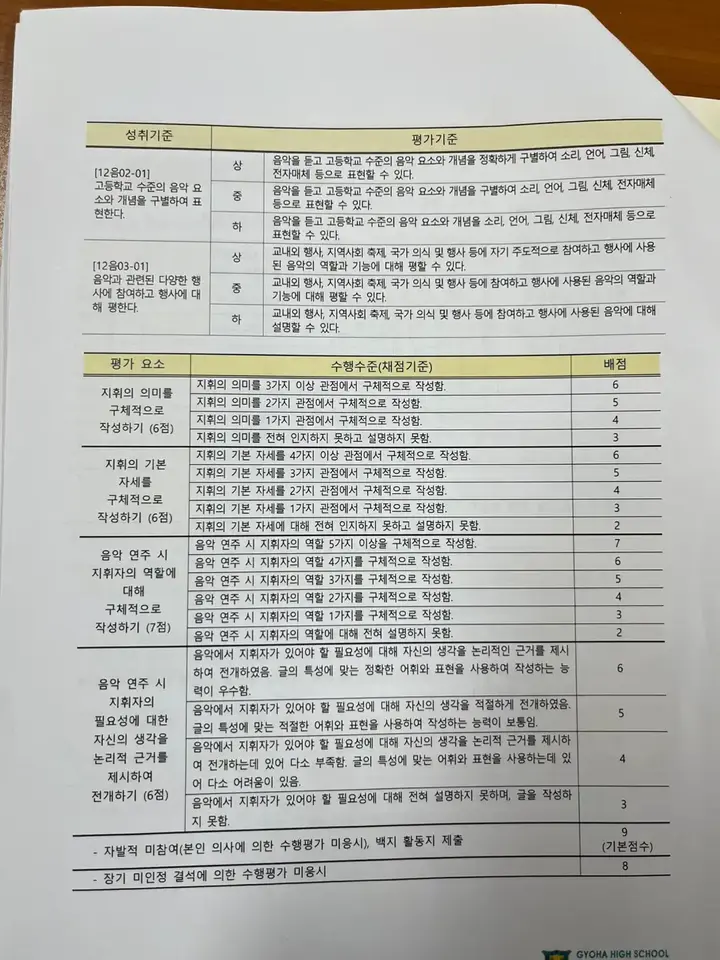 성취기준 평가기준
[12음02-01]
고등학교 수준의 음악 요
소와 개념을 구별하여 표
현한다.
상 음악을 듣고 고등학교 수준의 음악 요소와 개념을 정확하게 구별하여 소리, 언어, 그림, 신체,
전자매체 등으로 표현할 수 있다.
중 음악을 듣고 고등학교 수준의 음악 요소와 개념을 구별하여 소리, 언어, 그림, 신체, 전자매체
등으로 표현할 수 있다.
하 음악을 듣고 고등학교 수준의 음악 요소와 개념을 소리, 언어, 그림, 신체, 전자매체 등으로
표현할 수 있다.
[12음03-01]
음악과 관련된 다양한 행
사에 참여하고 행사에 대
해 평한다.
상 교내외 행사, 지역사회 축제, 국가 의식 및 행사 등에 자기 주도적으로 참여하고 행사에 사용
된 음악의 역할과 기능에 대해 평할 수 있다.
중 교내외 행사, 지역사회 축제, 국가 의식 및 행사 등에 참여하고 행사에 사용된 음악의 역할과
기능에 대해 평할 수 있다.
하 교내외 행사, 지역사회 축제, 국가 의식 및 행사 등에 참여하고 행사에 사용된 음악에 대해
설명할 수 있다.
평가 요소 수행수준(채점기준) 배점
지휘의 의미를
구체적으로
작성하기 (6점)
지휘의 의미를 3가지 이상 관점에서 구체적으로 작성함. 6
지휘의 의미를 2가지 관점에서 구체적으로 작성함. 5
지휘의 의미를 1가지 관점에서 구체적으로 작성함. 4
지휘의 의미를 전혀 인지하지 못하고 설명하지 못함. 3
지휘의 기본
자세를
구체적으로
작성하기 (6점)
지휘의 기본 자세를 4가지 이상 관점에서 구체적으로 작성함. 6
지휘의 기본 자세를 3가지 관점에서 구체적으로 작성함. 5
지휘의 기본 자세를 2가지 관점에서 구체적으로 작성함. 4
지휘의 기본 자세를 1가지 관점에서 구체적으로 작성함. 3
지휘의 기본 자세에 대해 전혀 인지하지 못하고 설명하지 못함. 2
음악 연주 시
지휘자의 역할에
대해
구체적으로
작성하기 (7점)
음악 연주 시 지휘자의 역할 5가지 이상을 구체적으로 작성함. 7
음악 연주 시 지휘자의 역할 4가지를 구체적으로 작성함. 6
음악 연주 시 지휘자의 역할 3가지를 구체적으로 작성함. 5
음악 연주 시 지휘자의 역할 2가지를 구체적으로 작성함. 4
음악 연주 시 지휘자의 역할 1가지를 구체적으로 작성함. 3
음악 연주 시 지휘자의 역할에 대해 전혀 설명하지 못함. 2
음악 연주 시
지휘자의
필요성에 대한
자신의 생각을
논리적 근거를
제시하여
전개하기 (6점)
음악에서 지휘자가 있어야 할 필요성에 대해 자신의 생각을 논리적인 근거를 제시
하여 전개하였음. 글의 특성에 맞는 정확한 어휘와 표현을 사용하여 작성하는 능
력이 우수함.
6
음악에서 지휘자가 있어야 할 필요성에 대해 자신의 생각을 적절하게 전개하였음.
글의 특성에 맞는 적절한 어휘와 표현을 사용하여 작성하는 능력이 보통임.
5
음악에서 지휘자가 있어야 할 필요성에 대해 자신의 생각을 논리적 근거를 제시하
여 전개하는데 있어 다소 부족함. 글의 특성에 맞는 어휘와 표현을 사용하는데 있
어 다소 어려움이 있음.
4
음악에서 지휘자가 있어야 할 필요성에 대해 전혀 설명하지 못하며, 글을 작성하
지 못함.
3
- 자발적 미참여(본인 의사에 의한 수행평가 미응시), 백지 활동지 제출 9
(기본점수)
- 장기 미인정 결석에 의한 수행평가 미응시 8
GYOHA HIGH SCHOOL